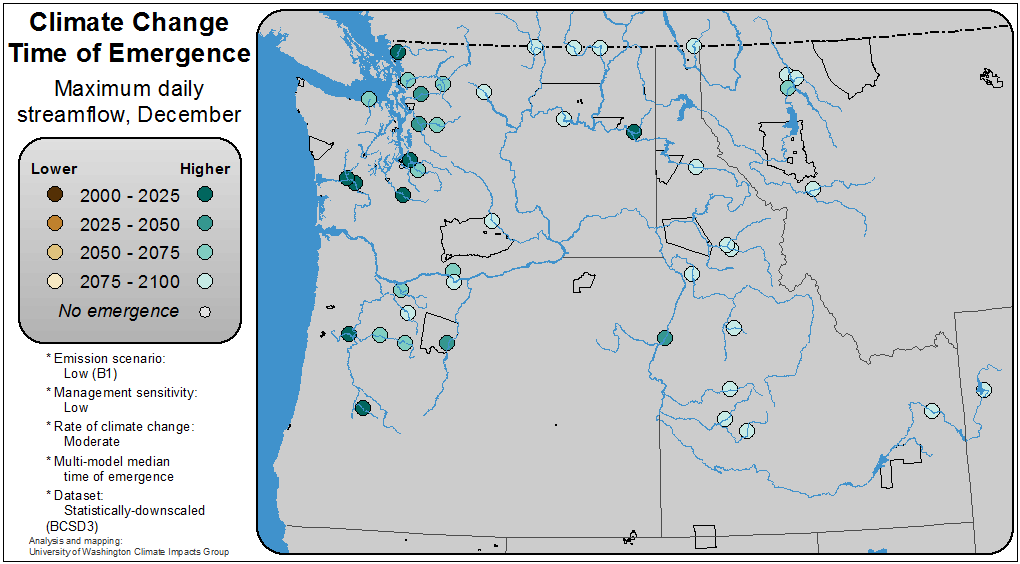 Climate Change
Time of Emergence
Maximum daily
streamflow, December
Lower Higher
2000 - 2025
2025 - 2050
2050 - 2075
2075 - 2100
No emergence
* Emission scenario:
Low (B1)
* Management sensitivity:
Low
* Rate of climate change:
Moderate
* Multi-model median
time of emergence
* Dataset:
Statistically-downscaled
(BCSD3)
Analysis and mapping:
University of Washington Climate Impacts Group